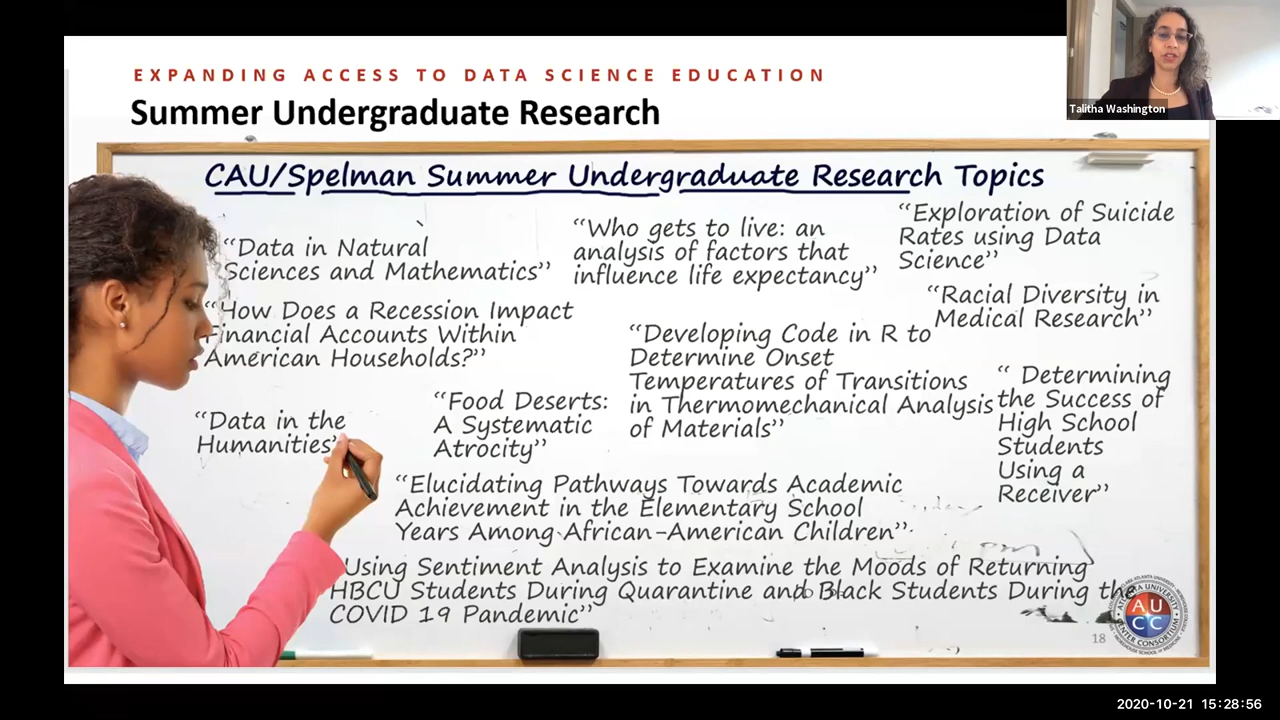 EXPANDING ACCESS TO DATA SCIENCE EDUCATION
Summer Undergraduate Research
Talitha Washington
CAU/Spelman Summer Undergraduate Research Topics
“Data in Natural
Sciences and Mathematics”
“Who gets to live: an
analysis of factors that
influence life expectancy”
“Exploration of Suicide
Rates using Data
Science”
“How Does a Recession Impact
Financial Accounts Within
American Households?”
“Racial Diversity in
Medical Research”
“Developing Code in R to
Determine Onset
Temperatures of Transitions
in Thermomechanical Analysis
of Materials”
“ Determining
the Success of
High School
Students
Using a
Receiver”
“Data in the
Humanities”
“Food Deserts:
A Systematic
Atrocity”
“Elucidating Pathways Towards Academic
Achievement in the Elementary School
Years Among African-American Children”
Using Sentiment Analysis to Examine the Moods of Returning
HBCU Students During Quarantine and Black Students During the
COVID 19 Pandemic”
AU
CC
18
2020-10-21 15:28:56